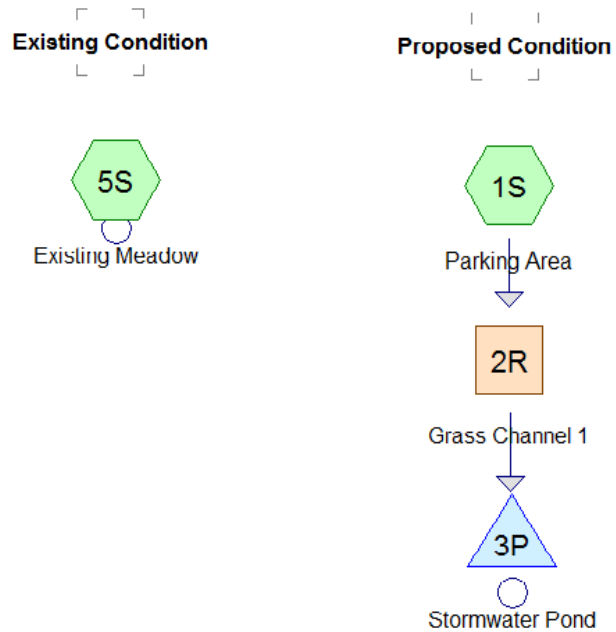 Existing Condition
Proposed Condition
5S
Existing Meadow
1S
Parking Area
2R
Grass Channel 1
3P
Stormwater Pond